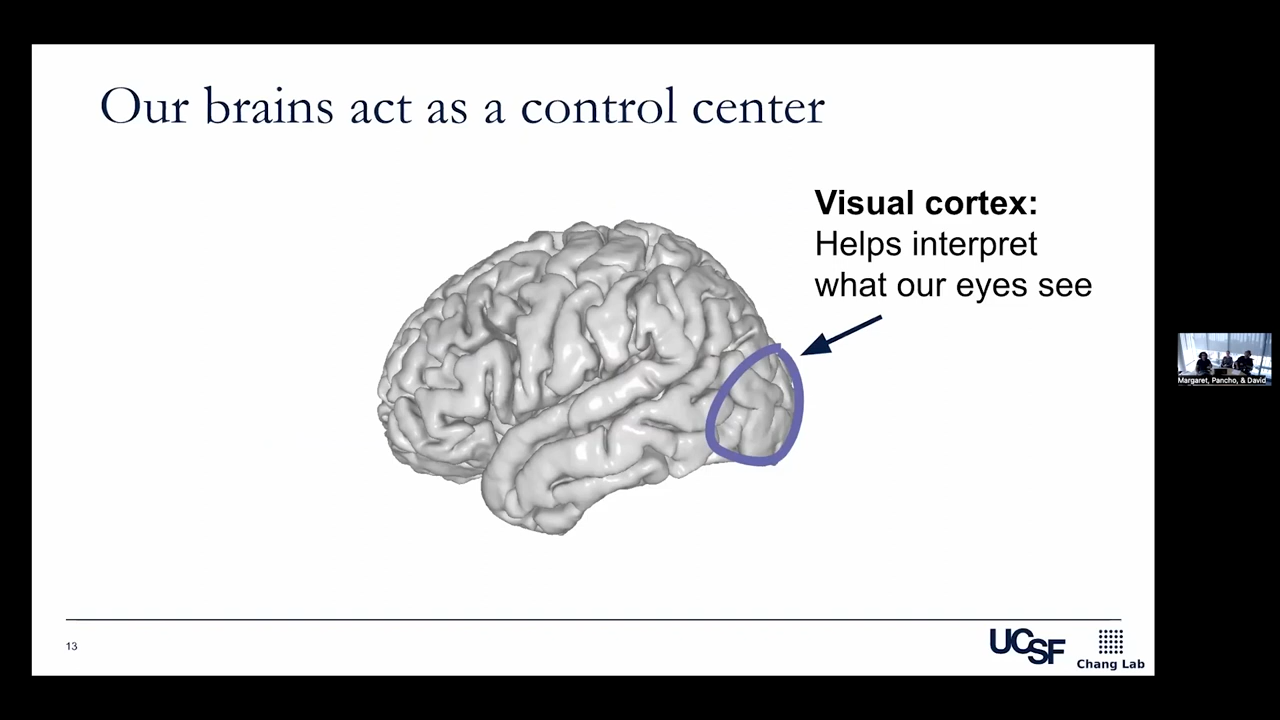 Our brains act as a control center
Visual cortex:
Helps interpret
what our eyes see
Margaret, Pancho, & David
13
UCSF
Chang Lab